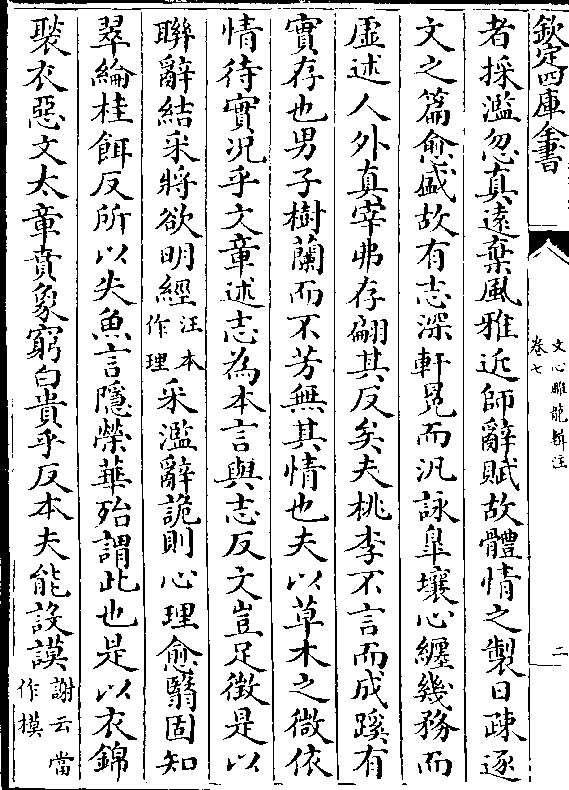 欽定四庫全書
文心雕龍輯注
卷七
二
者採濫忽真遠棄風雅近師辭賦故體情之製日疎逐
文之篇愈盛故有志深軒冕而汎詠臯壤心纏幾務而
虛述人外真宰弗存翩其反矣夫桃李不言而成蹊有
實存也男子樹蘭而不芳無其情也夫以草木之微依
情待實況乎文章述志為本言與志反文豈足徵是以
聯辭結采將欲明經汪本作理采濫辭詭則心理愈翳固知
翠綸桂餌反所以失魚言隱榮華殆謂此也是以衣錦
褧衣惡文太章賁象窮白貴乎反本夫能設謨謝云當作模